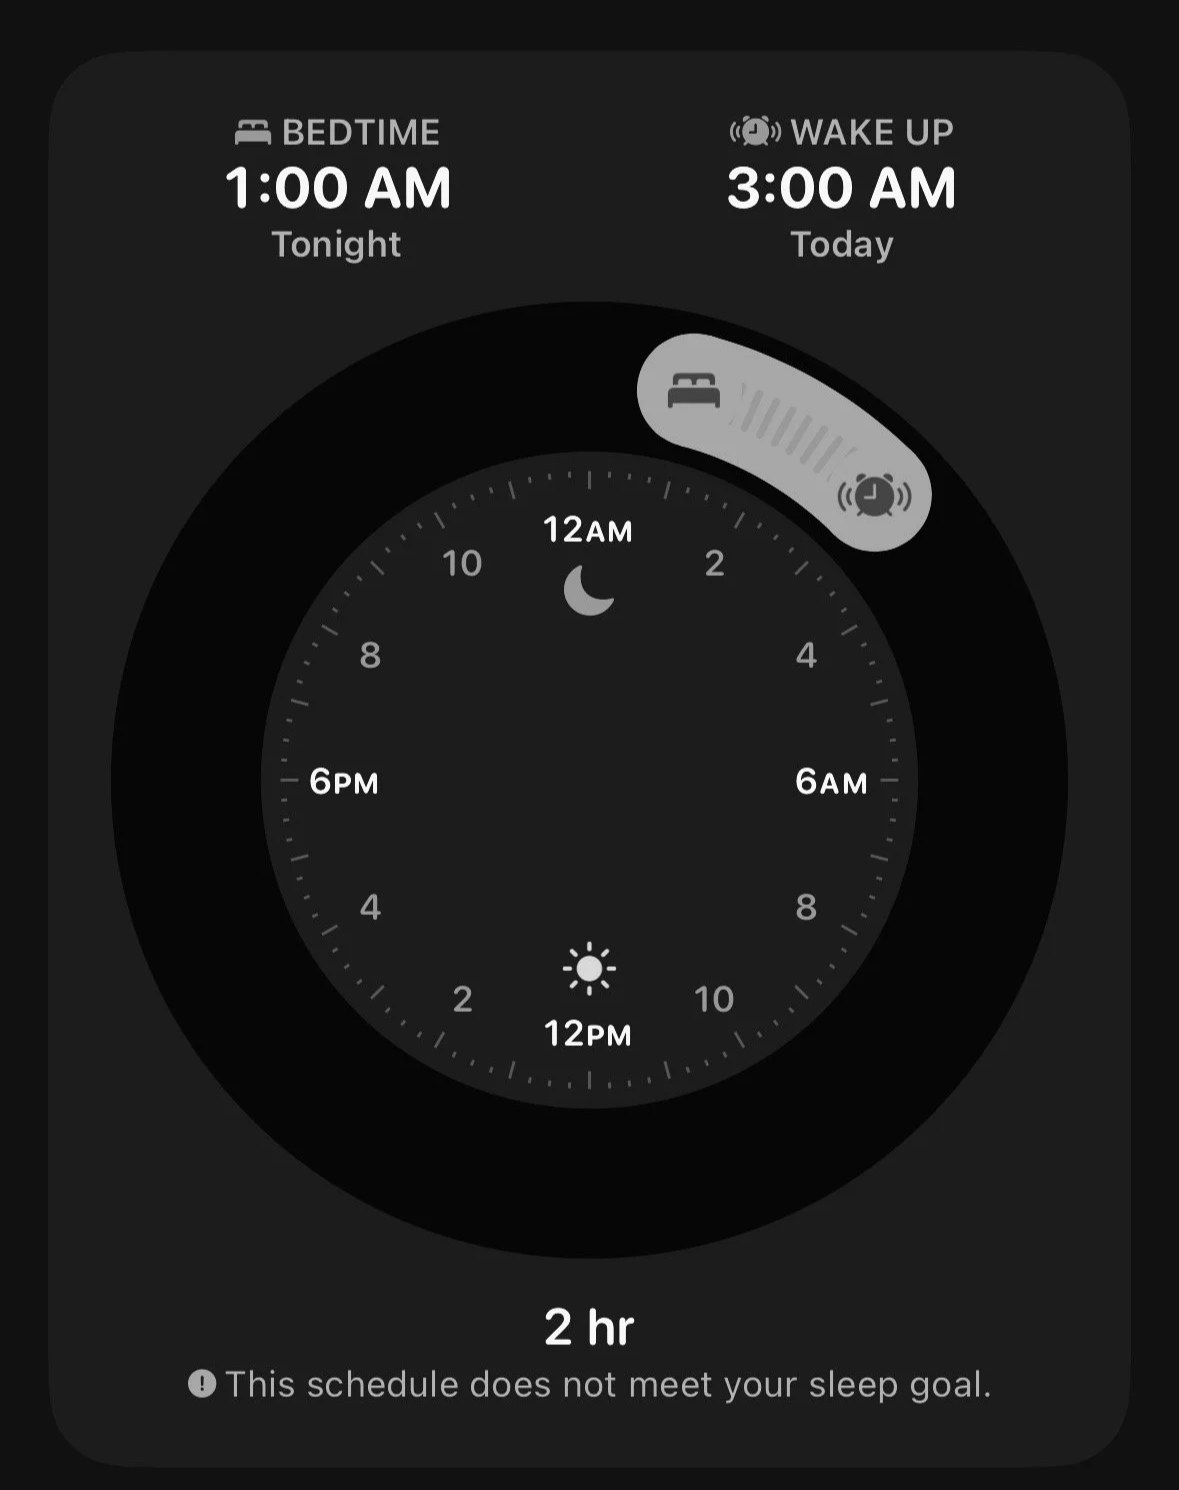 BEDTIME
1:00 AM
Tonight
WAKE UP
3:00 AM
Today
12AM
10
2
8
4
6PM
6AM
4
8
2
10
12PM
2 hr
This schedule does not meet your sleep goal.